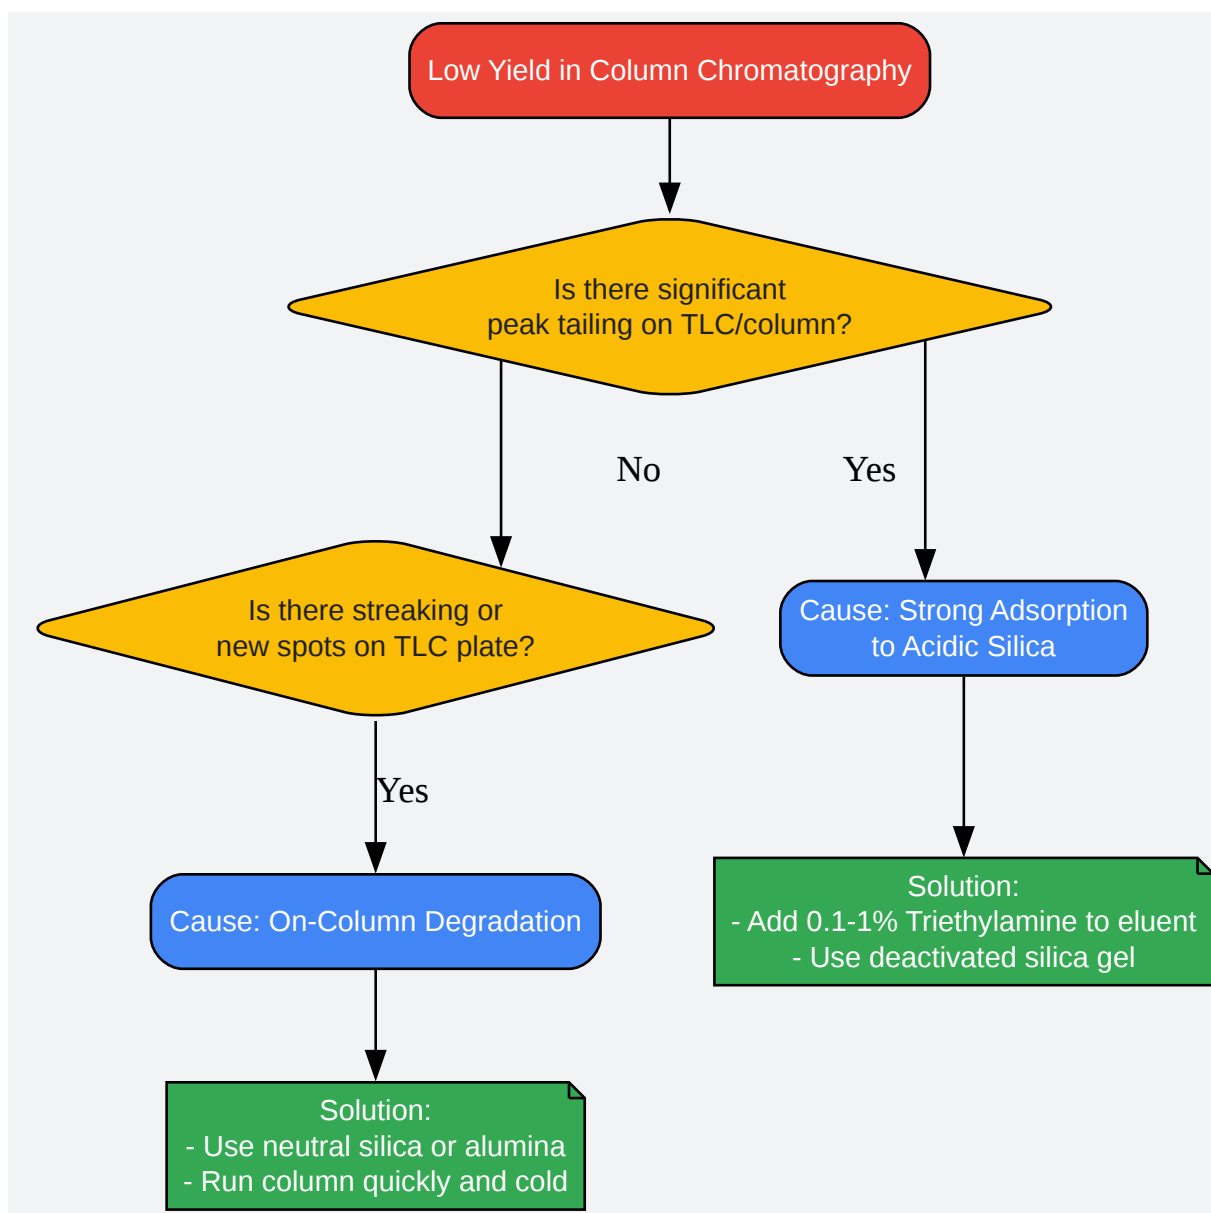 Low Yield in Column Chromatography
Is there significant
peak tailing on TLC/column?
No
Yes
Is there streaking or
new spots on TLC plate?
Cause: Strong Adsorption
to Acidic Silica
Yes
Solution:
- Add 0.1-1% Triethylamine to eluent
- Use deactivated silica gel
Cause: On-Column Degradation
Solution:
- Use neutral silica or alumina
- Run column quickly and cold